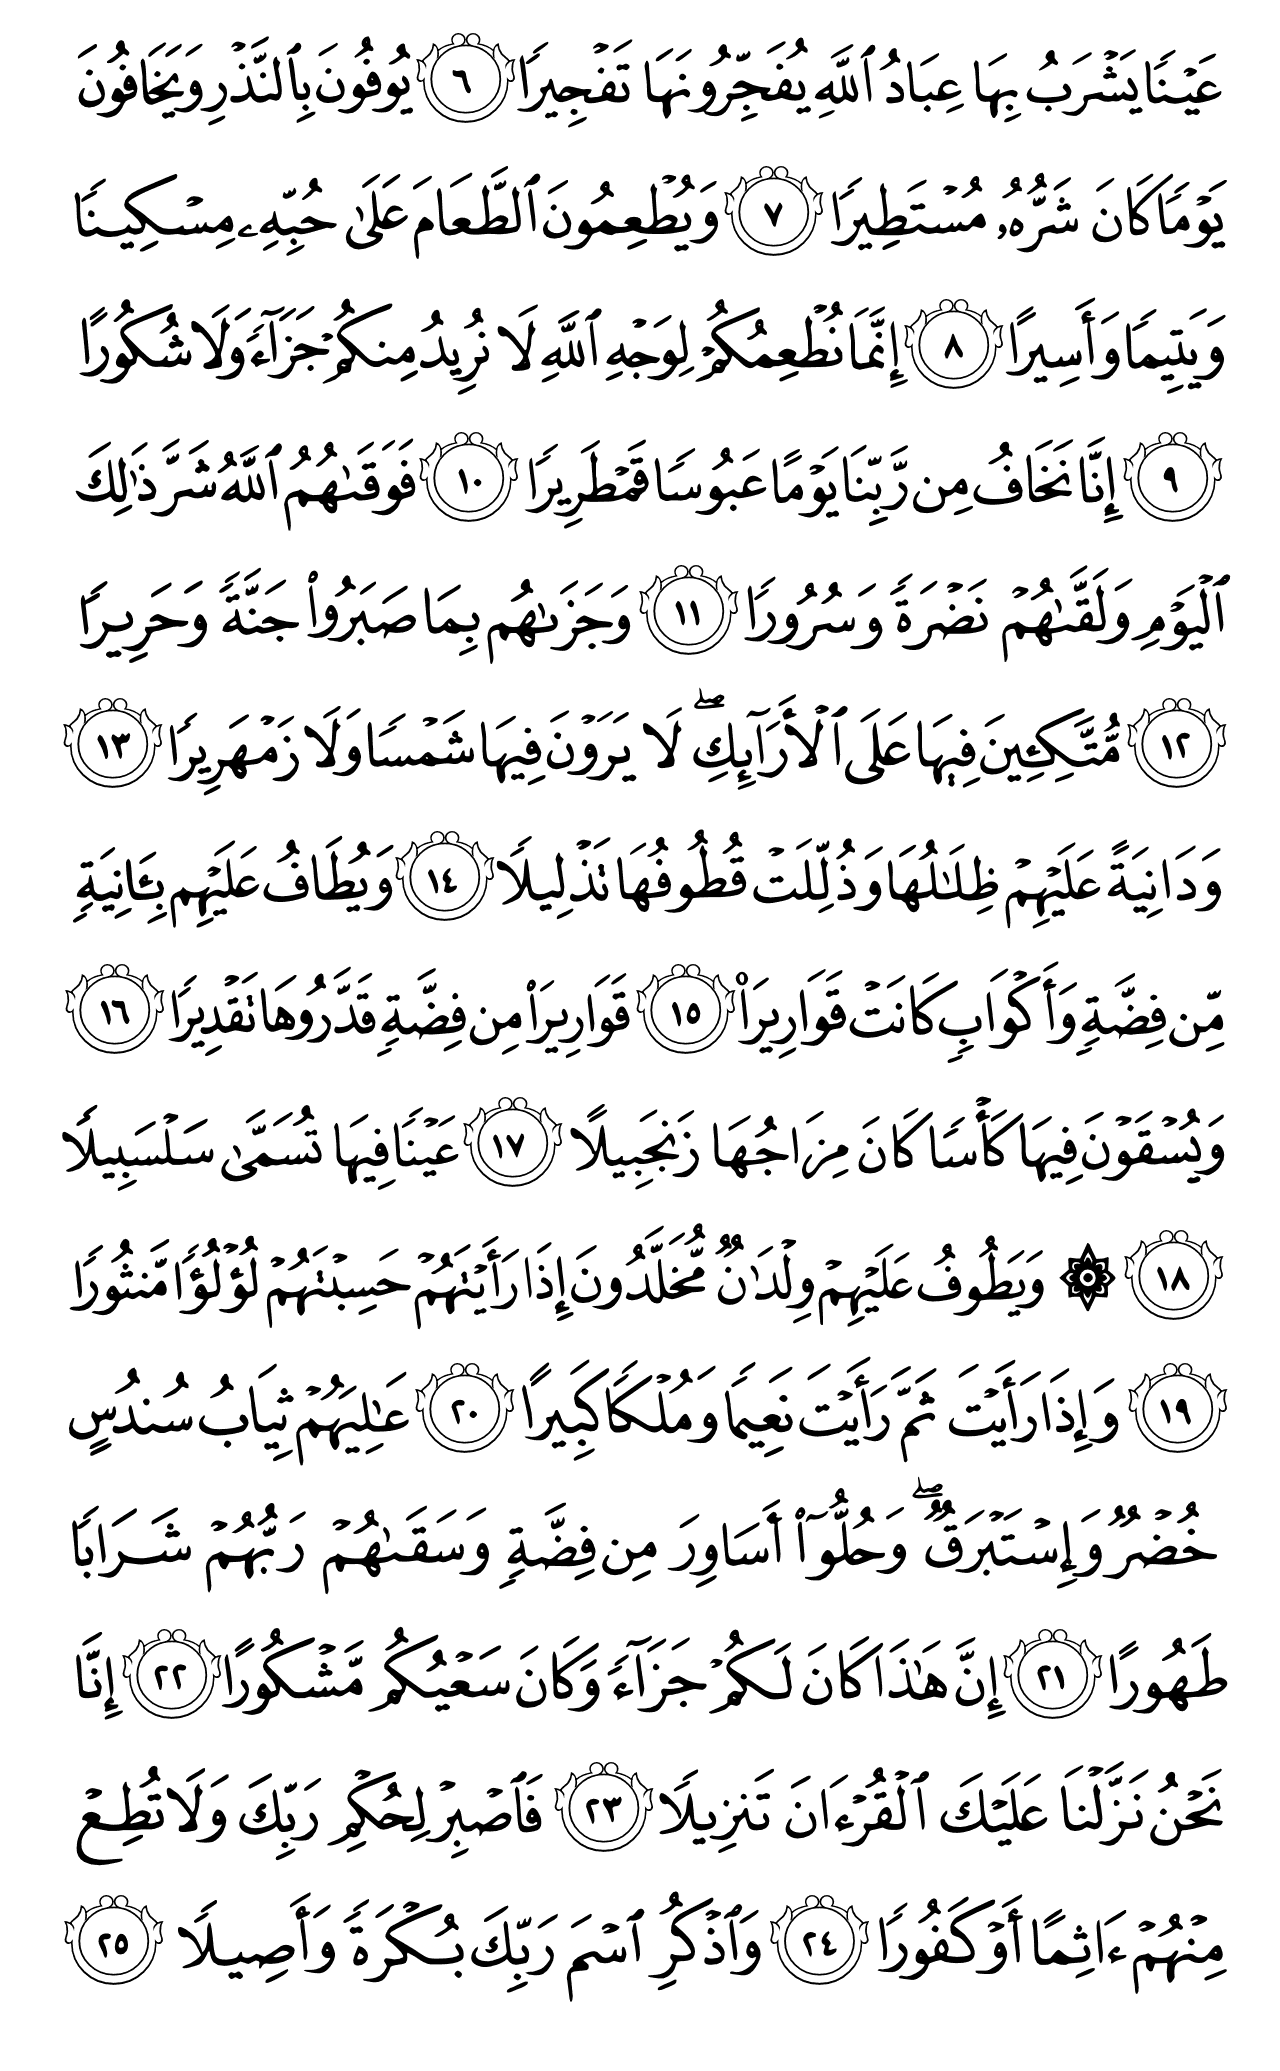 عَيۡنٗا يَشۡرَبُ بِهَا عِبَادُ ٱللَّهِ يُفَجِّرُونَهَا تَفۡجِيرٗا ٦ يُوفُونَ بِٱلنَّذۡرِ وَيَخَافُونَ
يَوۡمٗا كَانَ شَرُّهُۥ مُسۡتَطِيرٗا ٧ وَيُطۡعِمُونَ ٱلطَّعَامَ عَلَىٰ حُبِّهِۦ مِسۡكِينٗا
وَيَتِيمٗا وَأَسِيرًا ٨ إِنَّمَا نُطۡعِمُكُمۡ لِوَجۡهِ ٱللَّهِ لَا نُرِيدُ مِنكُمۡ جَزَآءٗ وَلَا شُكُورًا
٩ إِنَّا نَخَافُ مِن رَّبِّنَا يَوۡمًا عَبُوسٗا قَمۡطَرِيرٗا ١٠ فَوَقَىٰهُمُ ٱللَّهُ شَرَّ ذَٰلِكَ
ٱلۡيَوۡمِ وَلَقَّىٰهُمۡ نَضۡرَةٗ وَسُرُورٗا ١١ وَجَزَىٰهُم بِمَا صَبَرُواْ جَنَّةٗ وَحَرِيرٗا
١٢ مُّتَّكِـِٔينَ فِيهَا عَلَى ٱلۡأَرَآئِكِۖ لَا يَرَوۡنَ فِيهَا شَمۡسٗا وَلَا زَمۡهَرِيرٗا ١٣
وَدَانِيَةً عَلَيۡهِمۡ ظِلَٰلُهَا وَذُلِّلَتۡ قُطُوفُهَا تَذۡلِيلٗا ١٤ وَيُطَافُ عَلَيۡهِم بِـَٔانِيَةٖ
مِّن فِضَّةٖ وَأَكۡوَابٖ كَانَتۡ قَوَارِيرَا۠ ١٥ قَوَارِيرَاْ مِن فِضَّةٖ قَدَّرُوهَا تَقۡدِيرٗا ١٦
وَيُسۡقَوۡنَ فِيهَا كَأۡسٗا كَانَ مِزَاجُهَا زَنجَبِيلًا ١٧ عَيۡنٗا فِيهَا تُسَمَّىٰ سَلۡسَبِيلٗا
١٨ ۞ وَيَطُوفُ عَلَيۡهِمۡ وِلۡدَٰنٞ مُّخَلَّدُونَ إِذَا رَأَيۡتَهُمۡ حَسِبۡتَهُمۡ لُؤۡلُؤٗا مَّنثُورٗا
١٩ وَإِذَا رَأَيۡتَ ثَمَّ رَأَيۡتَ نَعِيمٗا وَمُلۡكٗا كَبِيرًا ٢٠ عَٰلِيَهُمۡ ثِيَابُ سُندُسٍ
خُضۡرٞ وَإِسۡتَبۡرَقٞۖ وَحُلُّوٓاْ أَسَاوِرَ مِن فِضَّةٖ وَسَقَىٰهُمۡ رَبُّهُمۡ شَرَابٗا
طَهُورًا ٢١ إِنَّ هَٰذَا كَانَ لَكُمۡ جَزَآءٗ وَكَانَ سَعۡيُكُم مَّشۡكُورًا ٢٢ إِنَّا
نَحۡنُ نَزَّلۡنَا عَلَيۡكَ ٱلۡقُرۡءَانَ تَنزِيلٗا ٢٣ فَٱصۡبِرۡ لِحُكۡمِ رَبِّكَ وَلَا تُطِعۡ
مِنۡهُمۡ ءَاثِمًا أَوۡ كَفُورٗا ٢٤ وَٱذۡكُرِ ٱسۡمَ رَبِّكَ بُكۡرَةٗ وَأَصِيلٗا ٢٥